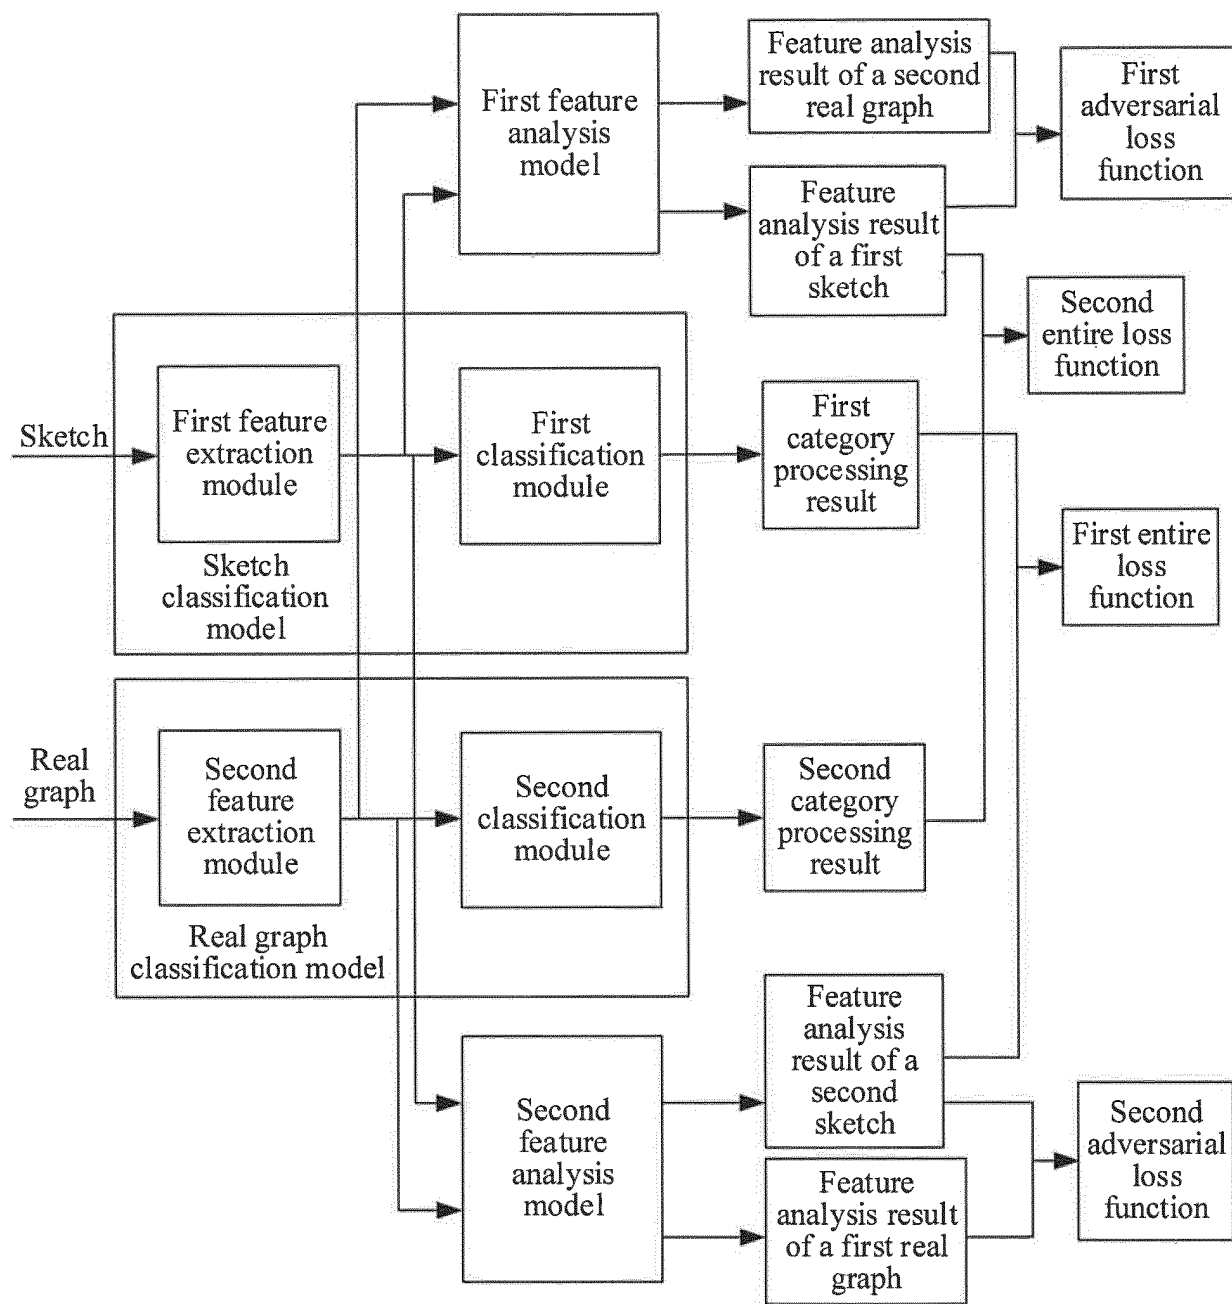 First feature
analysis
model
Feature analysis
result of a second
real graph
First
adversarial
loss
function
Feature
analysis result
of a first
sketch
Second
entire loss
function
Sketch
First feature
extraction
module
First
classification
module
First
category
processing
result
Sketch
classification
model
First entire
loss
function
Real
graph
Second
feature
extraction
module
Second
classification
module
Second
category
processing
result
Real graph
classification model
Second
feature
analysis
model
Feature
analysis
result of a
second
sketch
Feature
analysis result
of a first real
graph
Second
adversarial
loss
function